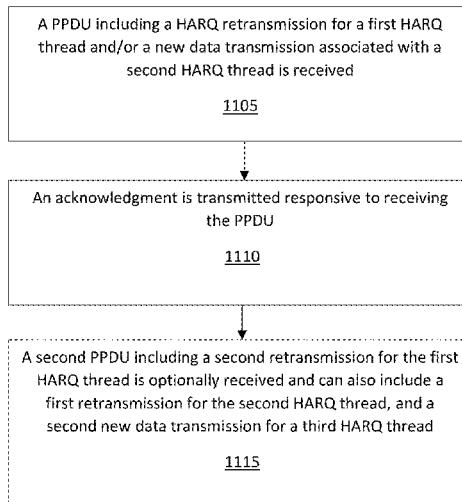 A PPDU including a HARQ retransmission for a first HARQ
thread and/or a new data transmission associated with a
second HARQ thread is received
1105
An acknowledgment is transmitted responsive to receiving
the PPDU
1110
A second PPDU including a second retransmission for the first
HARQ thread is optionally received and can also include a
first retransmission for the second HARQ thread, and a
second new data transmission for a third HARQ thread
1115